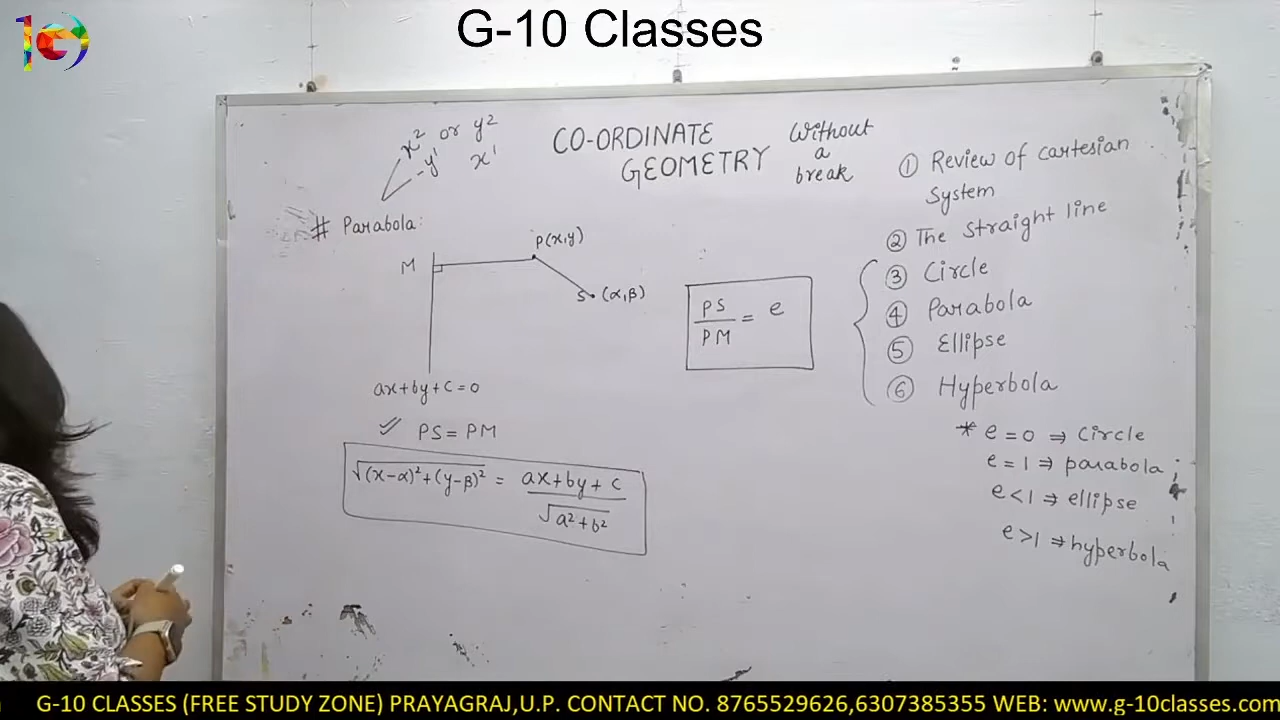 G-10 Classes
x² or y²
-y¹ x¹
CO-ORDINATE
GEOMETRY
Without
a
break
# Parabola:
M
P(x,y)
S (α,β)
ax+by+c=0
PS = PM
√(x-α)²+(y-β)² = ax+by+c / √a²+b²
PS / PM = e
① Review of cartesian
system
② The straight line
③ Circle
④ Parabola
⑤ Ellipse
⑥ Hyperbola
* e=0 ⇒ Circle
e=1 ⇒ parabola
e<1 ⇒ ellipse
e>1 ⇒ hyperbola
G-10 CLASSES (FREE STUDY ZONE) PRAYAGRAJ,U.P. CONTACT NO. 8765529626,6307385355 WEB: www.g-10classes.com